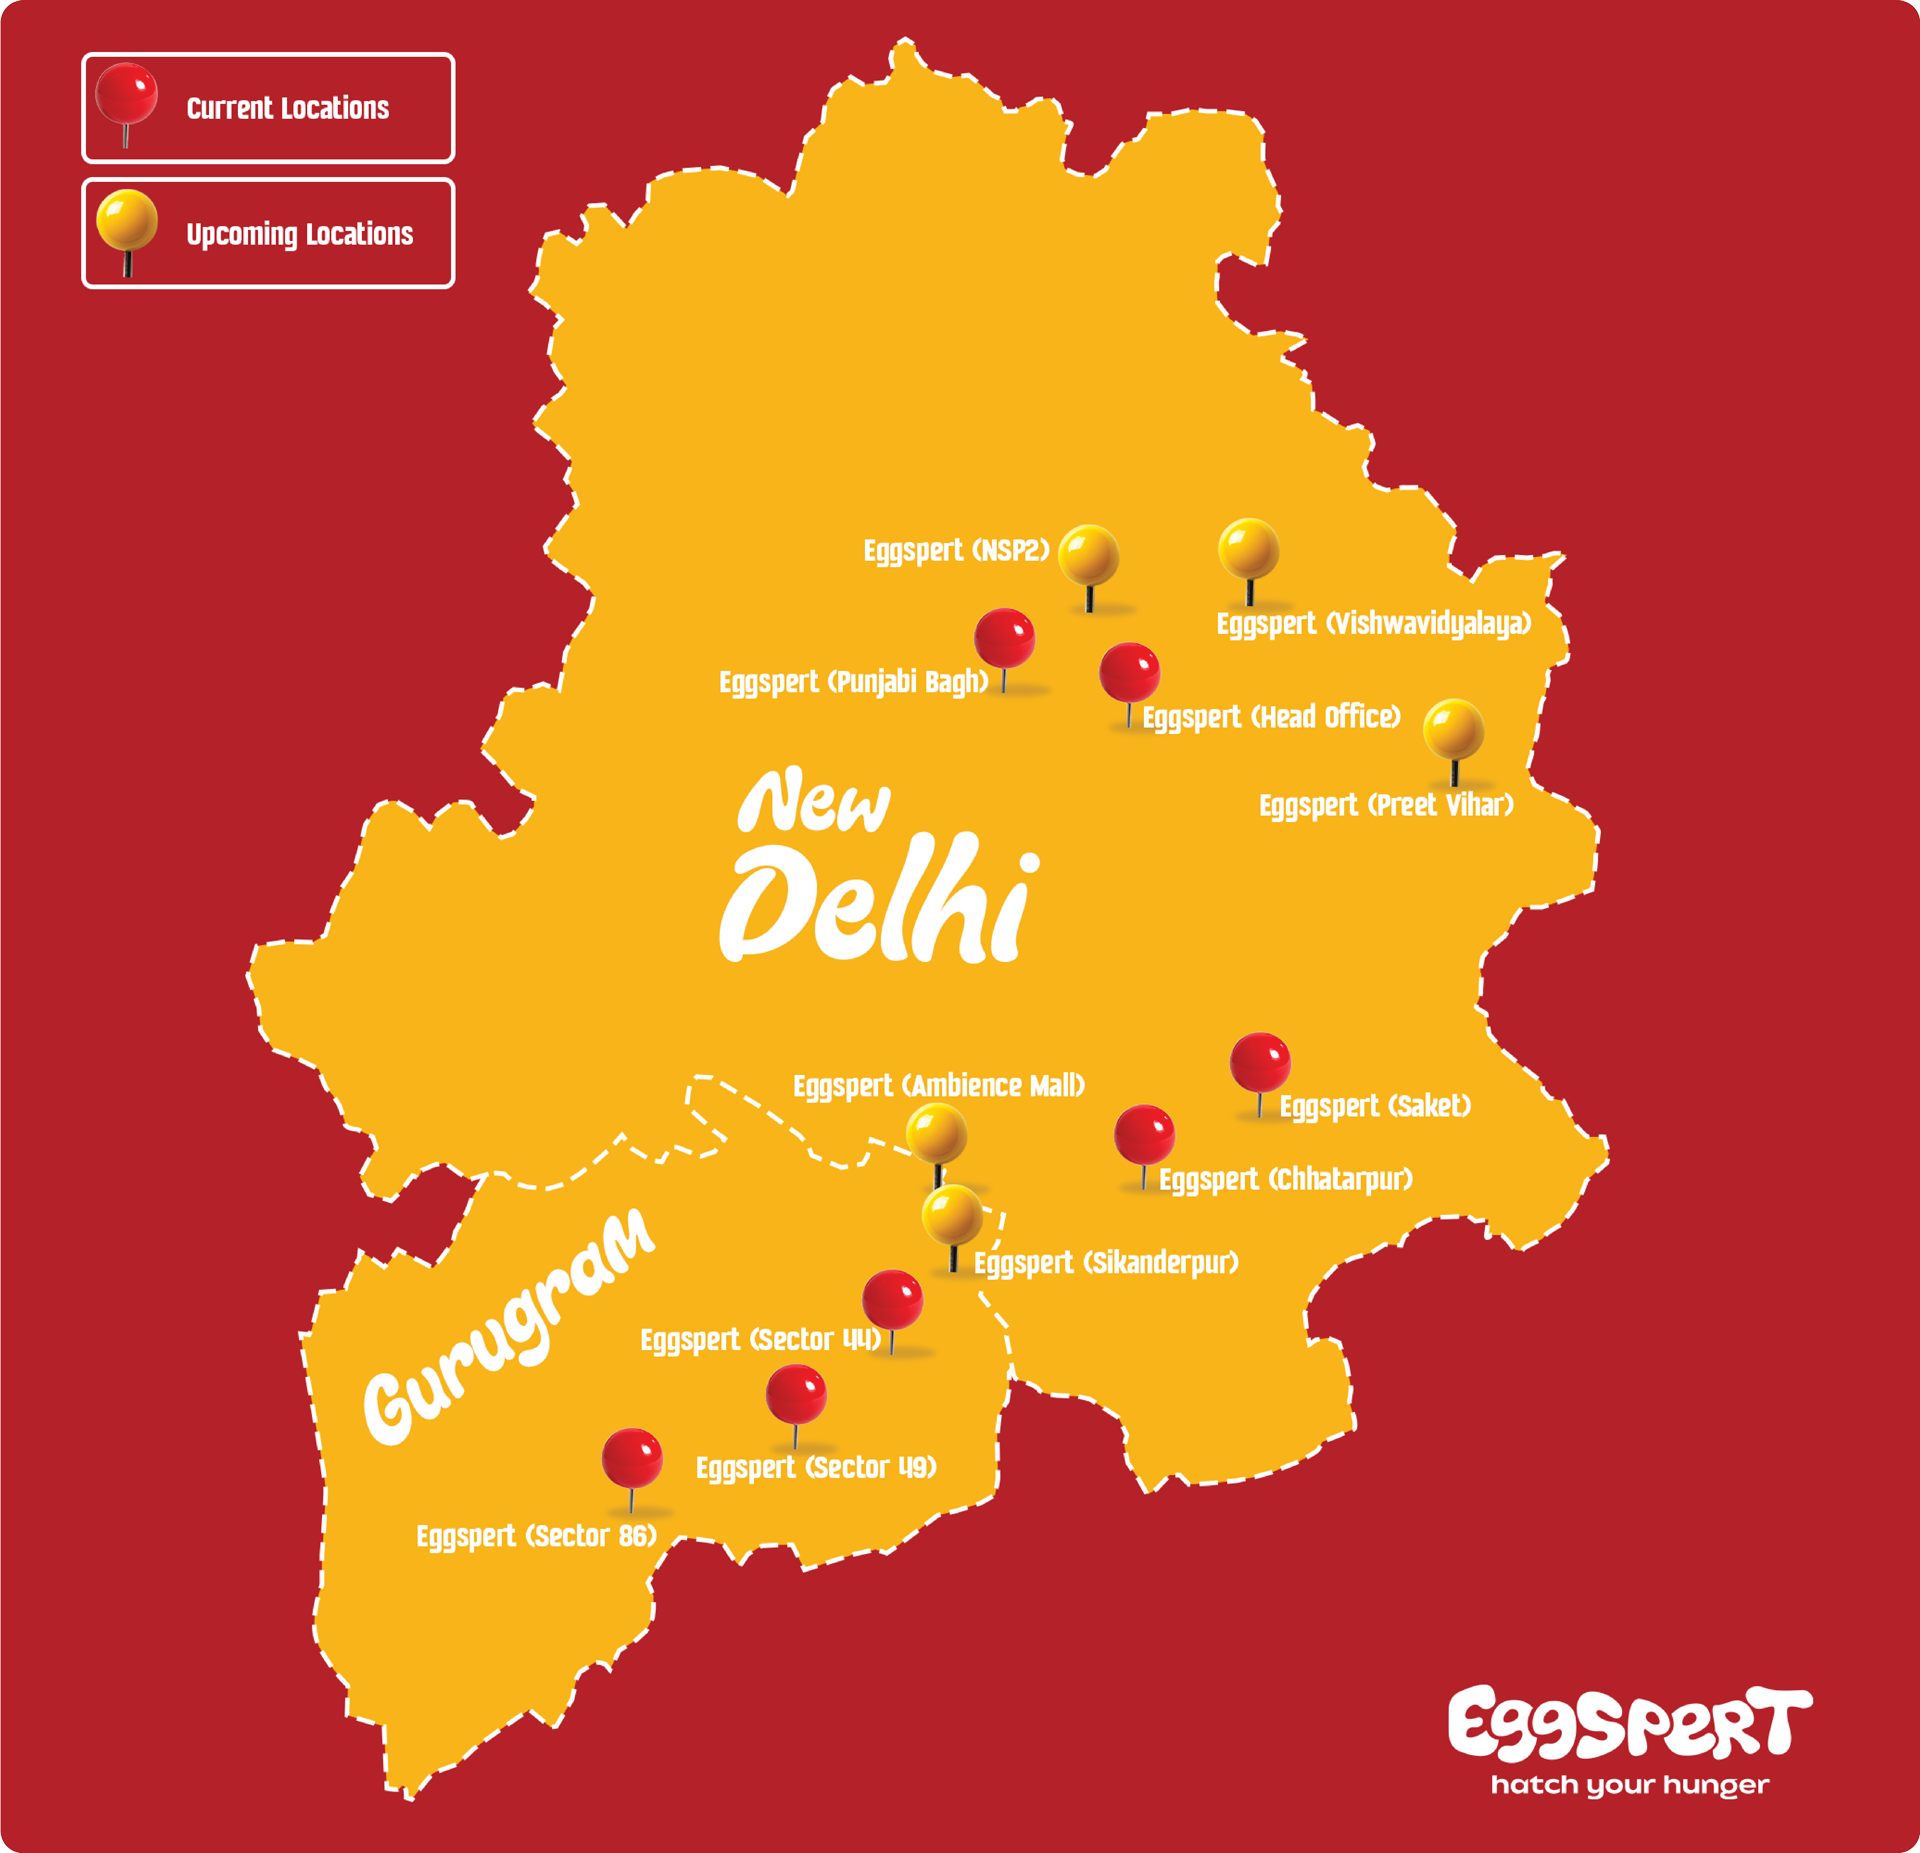 Current Locations
Upcoming Locations
Eggspert (NSP2)
Eggspert (Vishwavidyalaya)
Eggspert (Punjabi Bagh)
Eggspert (Head Office)
Eggspert (Preet Vihar)
New
Delhi
Eggspert (Ambience Mall)
Eggspert (Saket)
Eggspert (Chhatarpur)
Eggspert (Sikanderpur)
Gurugram
Eggspert (Sector 44)
Eggspert (Sector 49)
Eggspert (Sector 86)
EggsperT
hatch your hunger